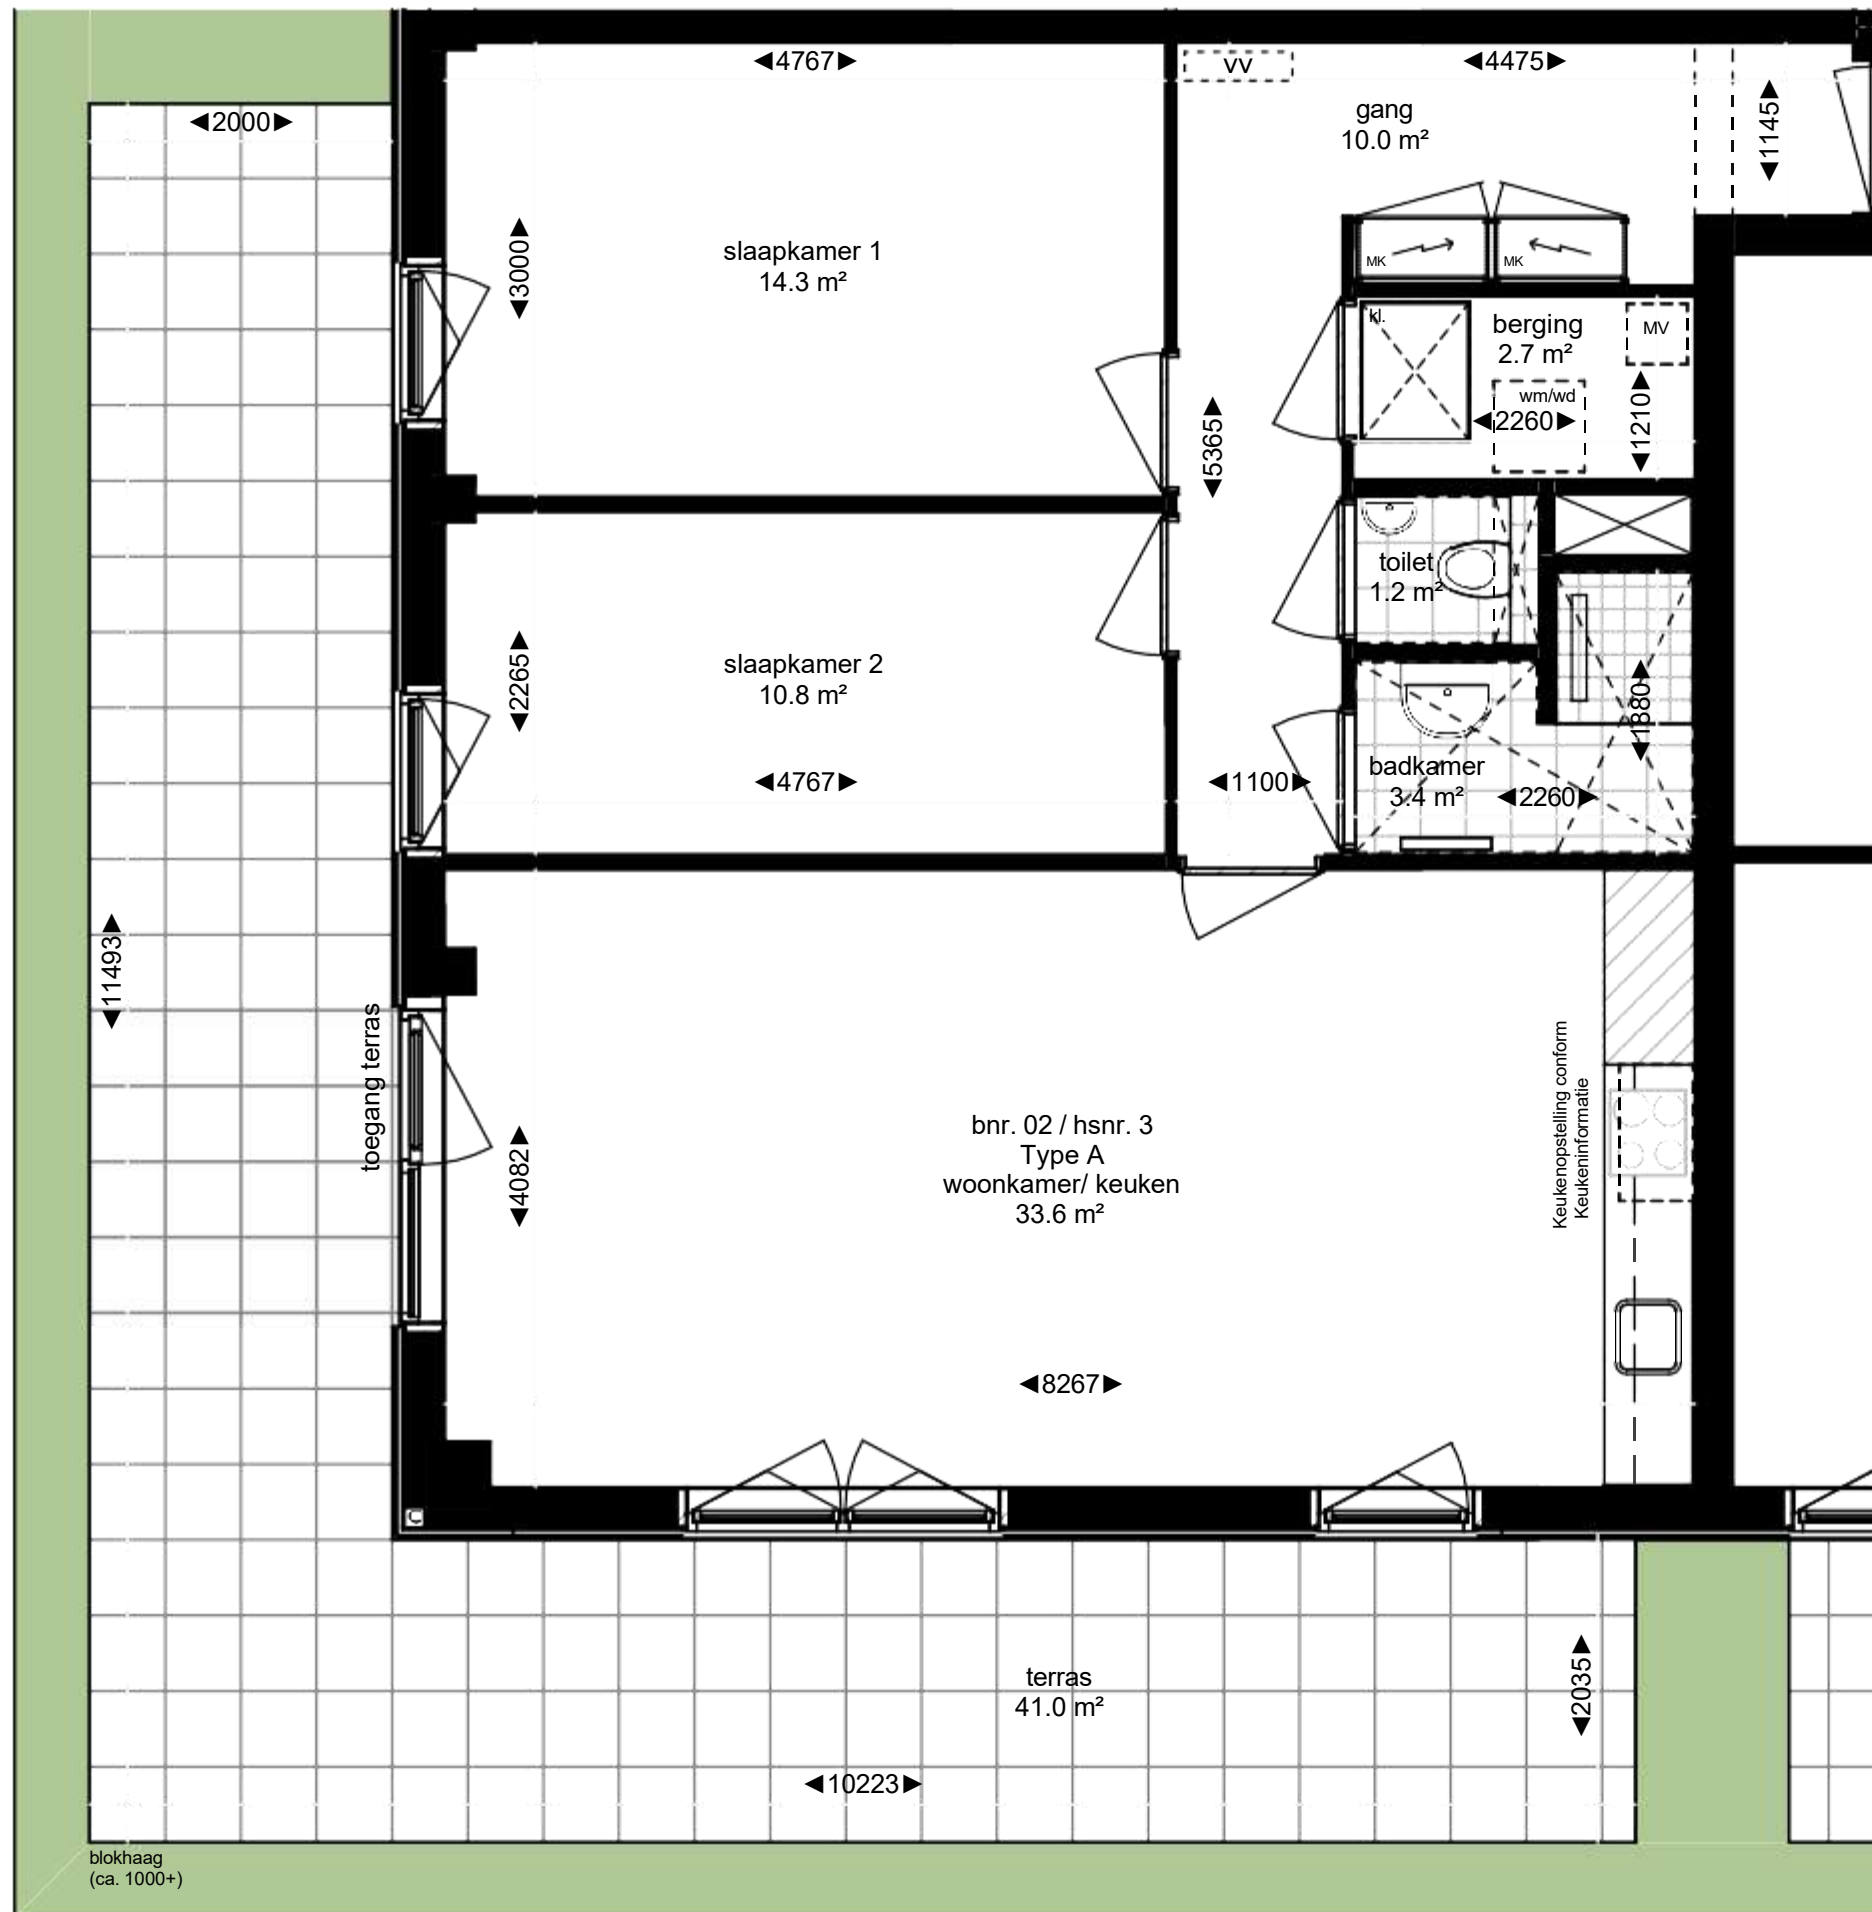 ◄4767►
VV
◄4475►
gang
10.0 m²
◄1145►
◄2000►
slaapkamer 1
14.3 m²
◄3000►
MK
MK
kl.
berging
2.7 m²
MV
wm/wd
◄2260►
◄1210►
◄5365►
toilet
1.2 m²
slaapkamer 2
10.8 m²
◄2265►
◄4767►
◄1100►
◄1880►
badkamer
3.4 m²
◄2260►
◄11493►
toegang terras
◄4082►
bnr. 02 / hsnr. 3
Type A
woonkamer/ keuken
33.6 m²
Keukenopstelling conform
Keukeninformatie
◄8267►
terras
41.0 m²
◄2035►
◄10223►
blokhaag
(ca. 1000+)